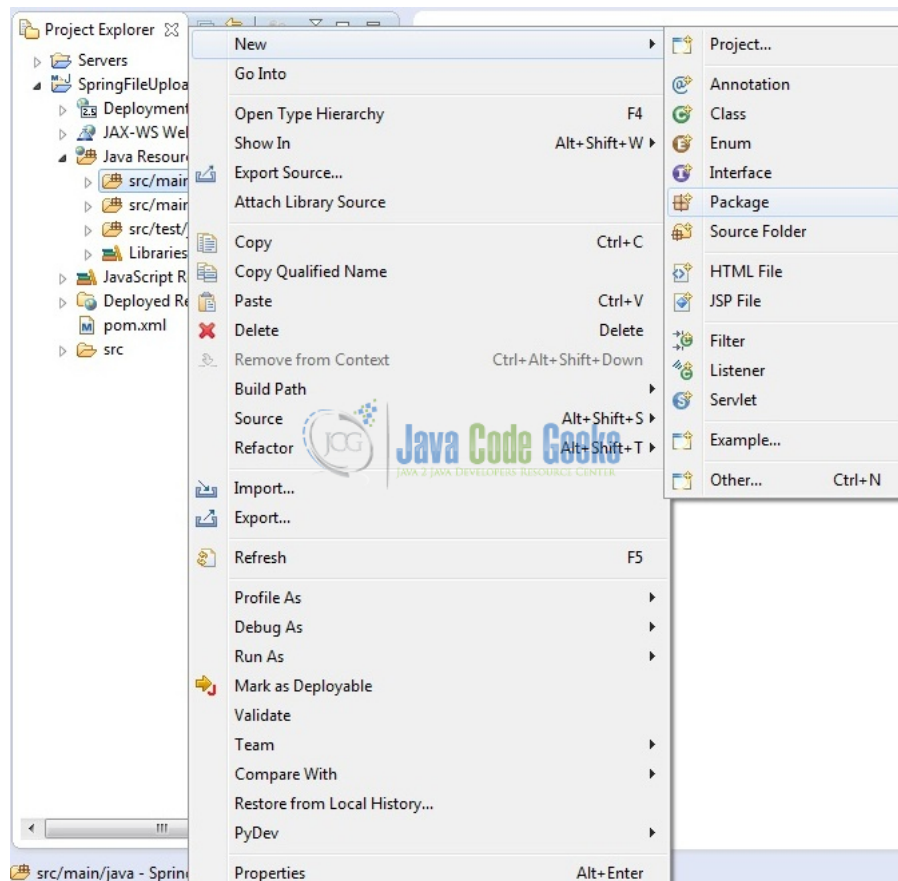 Project Explorer
Servers
SpringFileUploa
Deployment
JAX-WS Wel
Java Resour
src/main
src/main
src/test/
Libraries
JavaScript R
Deployed Re
pom.xml
src
New
Go Into
Open Type Hierarchy F4
Show In Alt+Shift+W
Export Source...
Attach Library Source
Copy Ctrl+C
Copy Qualified Name
Paste Ctrl+V
Delete Delete
Remove from Context Ctrl+Alt+Shift+Down
Build Path
Source Alt+Shift+S
Refactor Alt+Shift+T
JCG Java Code Geeks
JAVA 2 JAVA DEVELOPERS RESOURCE CENTER
Import...
Export...
Refresh F5
Profile As
Debug As
Run As
Mark as Deployable
Validate
Team
Compare With
Restore from Local History...
PyDev
Properties Alt+Enter
Project...
Annotation
Class
Enum
Interface
Package
Source Folder
HTML File
JSP File
Filter
Listener
Servlet
Example...
Other... Ctrl+N
src/main/java - Sprin